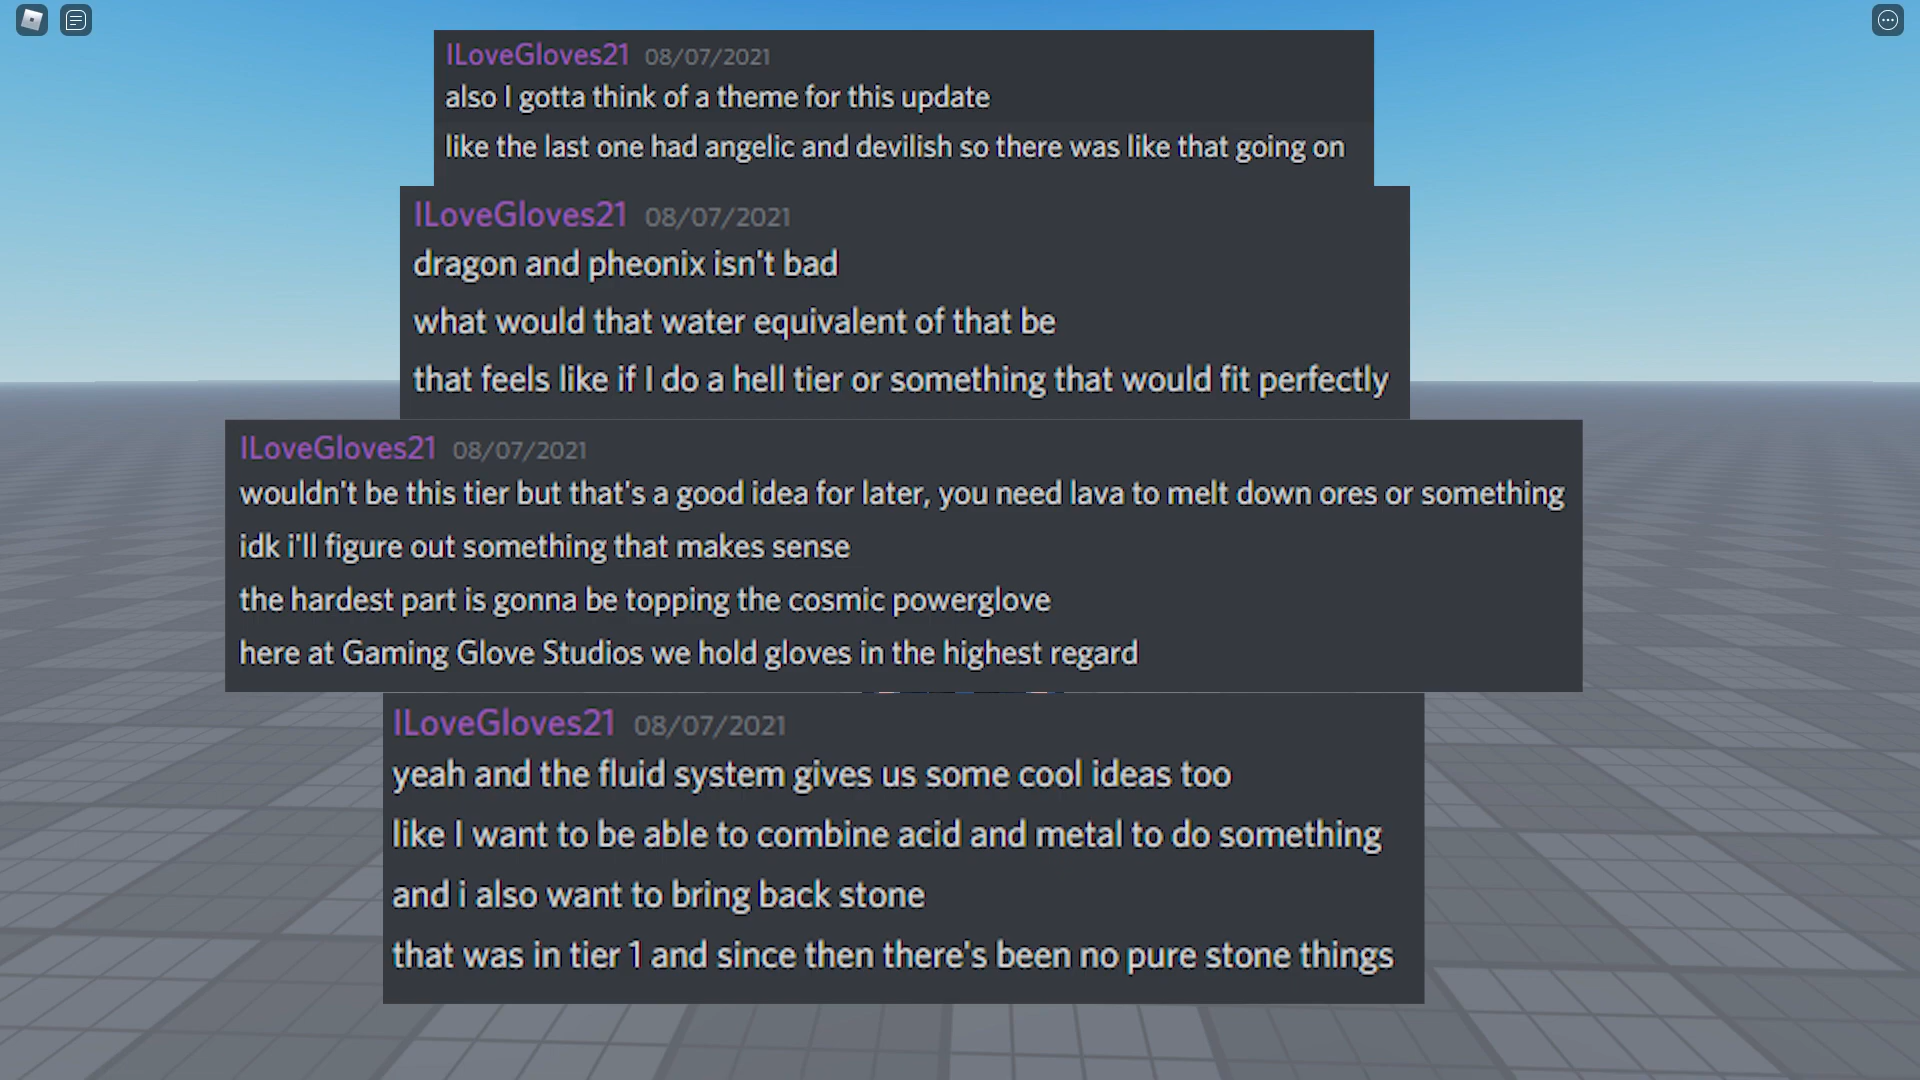 ILoveGloves21 08/07/2021
also I gotta think of a theme for this update
like the last one had angelic and devilish so there was like that going on
ILoveGloves21 08/07/2021
dragon and pheonix isn't bad
what would that water equivalent of that be
that feels like if I do a hell tier or something that would fit perfectly
ILoveGloves21 08/07/2021
wouldn't be this tier but that's a good idea for later, you need lava to melt down ores or something
idk i'll figure out something that makes sense
the hardest part is gonna be topping the cosmic powerglove
here at Gaming Glove Studios we hold gloves in the highest regard
ILoveGloves21 08/07/2021
yeah and the fluid system gives us some cool ideas too
like I want to be able to combine acid and metal to do something
and i also want to bring back stone
that was in tier 1 and since then there's been no pure stone things